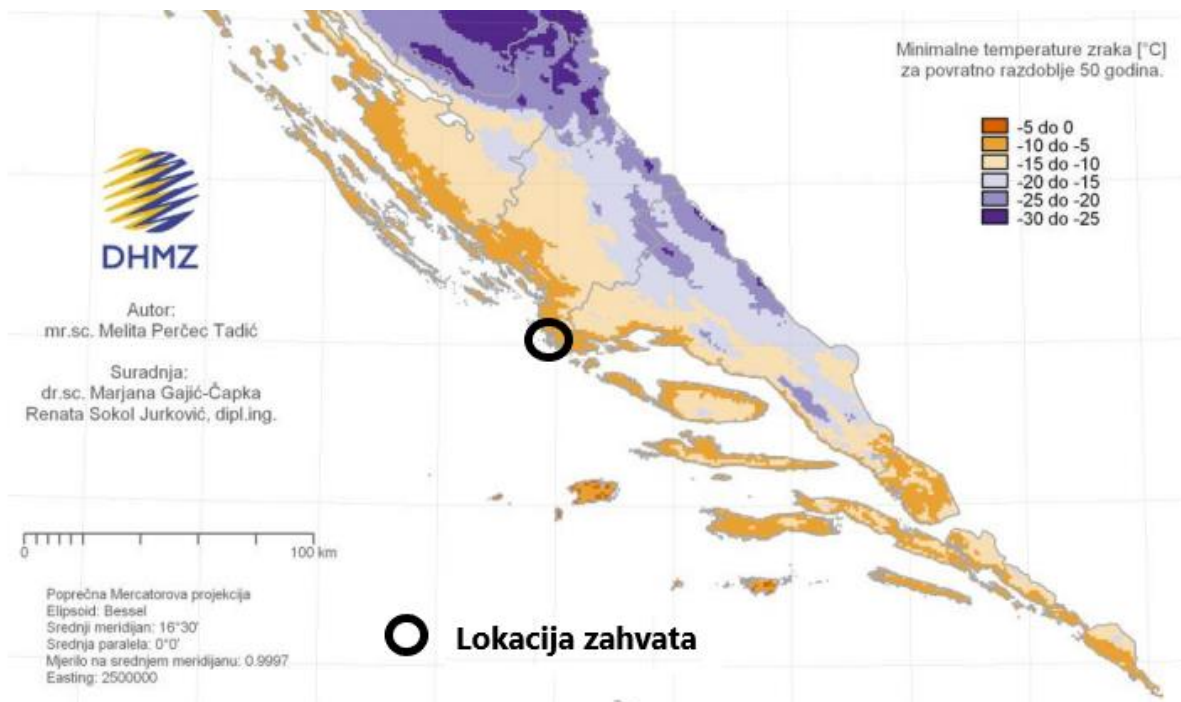 Minimalne temperature zraka [°C]
za povratno razdoblje 50 godina.
-5 do 0
-10 do -5
-15 do -10
-20 do -15
-25 do -20
-30 do -25
DHMZ
Autor:
mr.sc. Melita Perčec Tadić
Suradnja:
dr.sc. Marjana Gajić-Čapka
Renata Sokol Jurković, dipl.ing.
0 100 km
Poprečna Mercatorova projekcija
Elipsoid: Bessel
Srednji meridijan: 16°30'
Srednja paralela: 0°0'
Mjerilo na srednjem meridijanu: 0.9997
Easting: 2500000
Lokacija zahvata